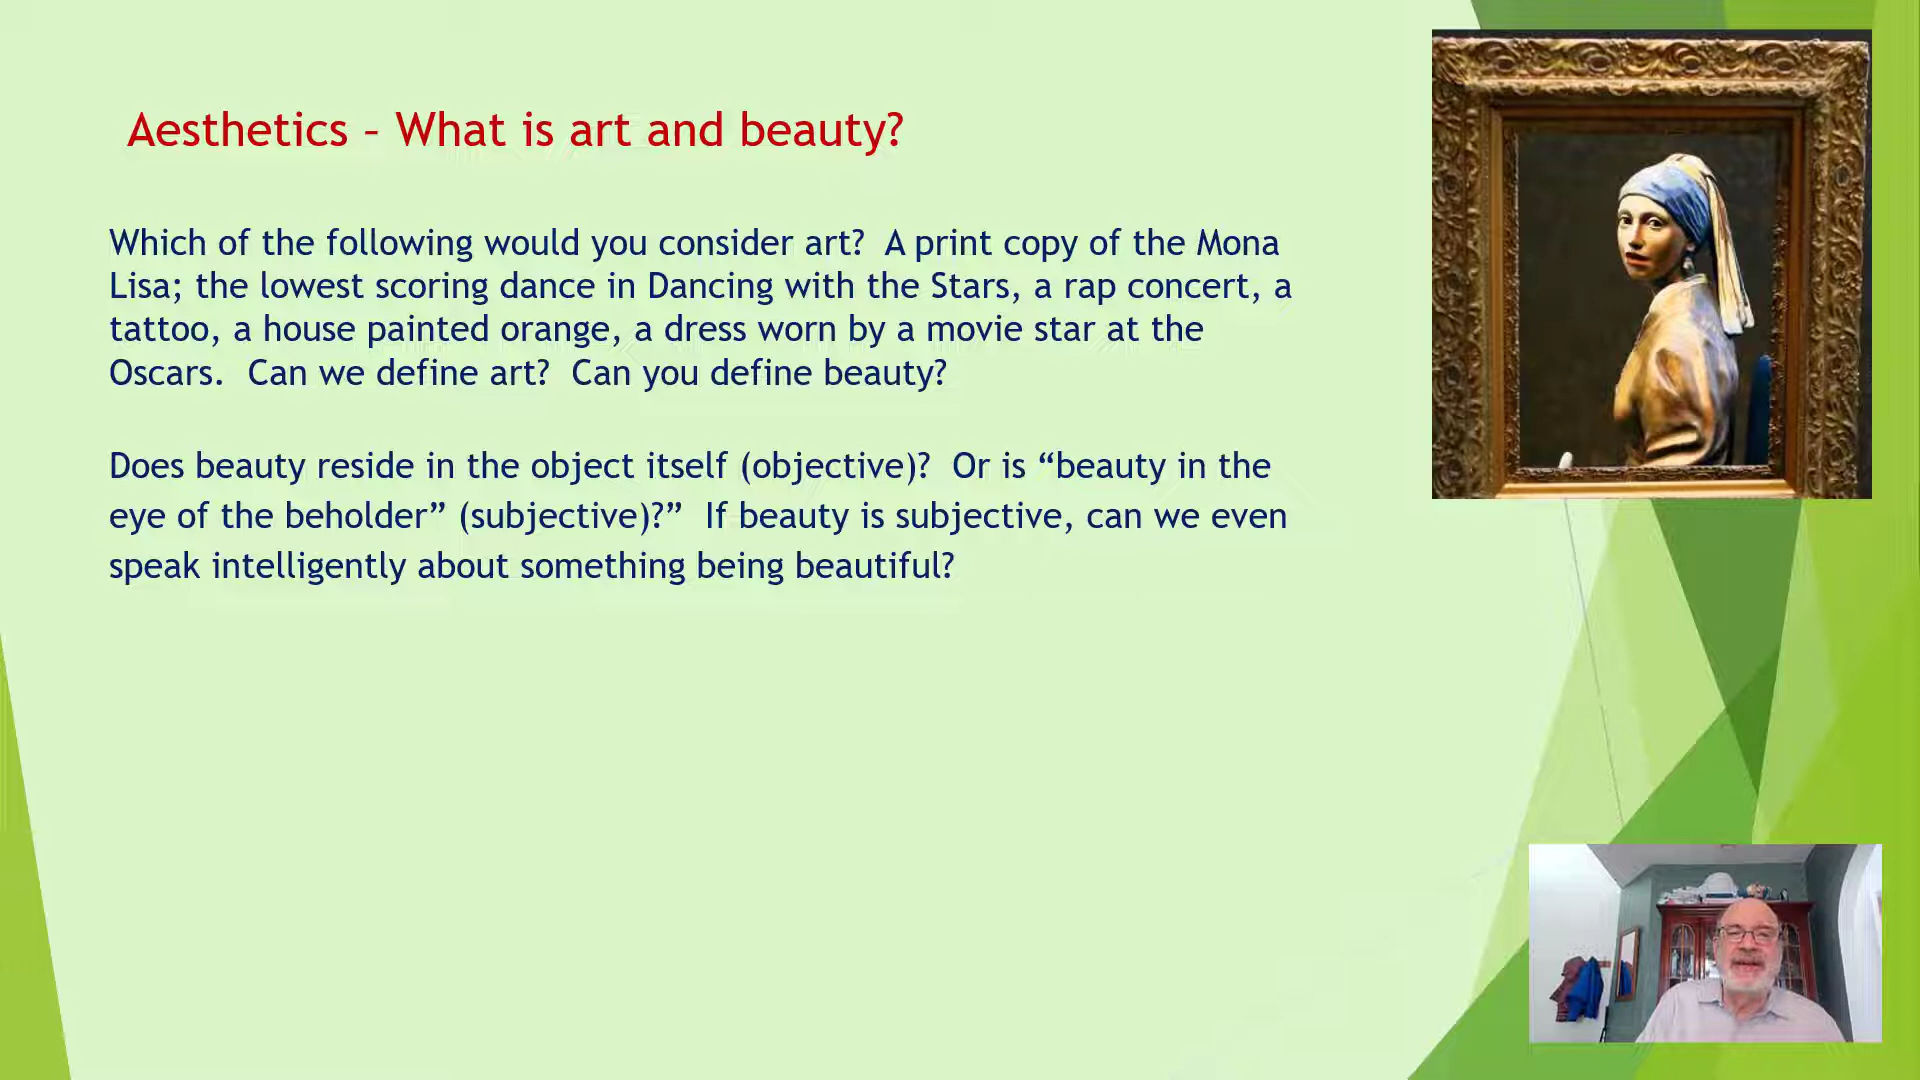 Aesthetics – What is art and beauty?
Which of the following would you consider art?  A print copy of the Mona
Lisa; the lowest scoring dance in Dancing with the Stars, a rap concert, a
tattoo, a house painted orange, a dress worn by a movie star at the
Oscars.  Can we define art?  Can you define beauty?
Does beauty reside in the object itself (objective)?  Or is “beauty in the
eye of the beholder” (subjective)?”  If beauty is subjective, can we even
speak intelligently about something being beautiful?